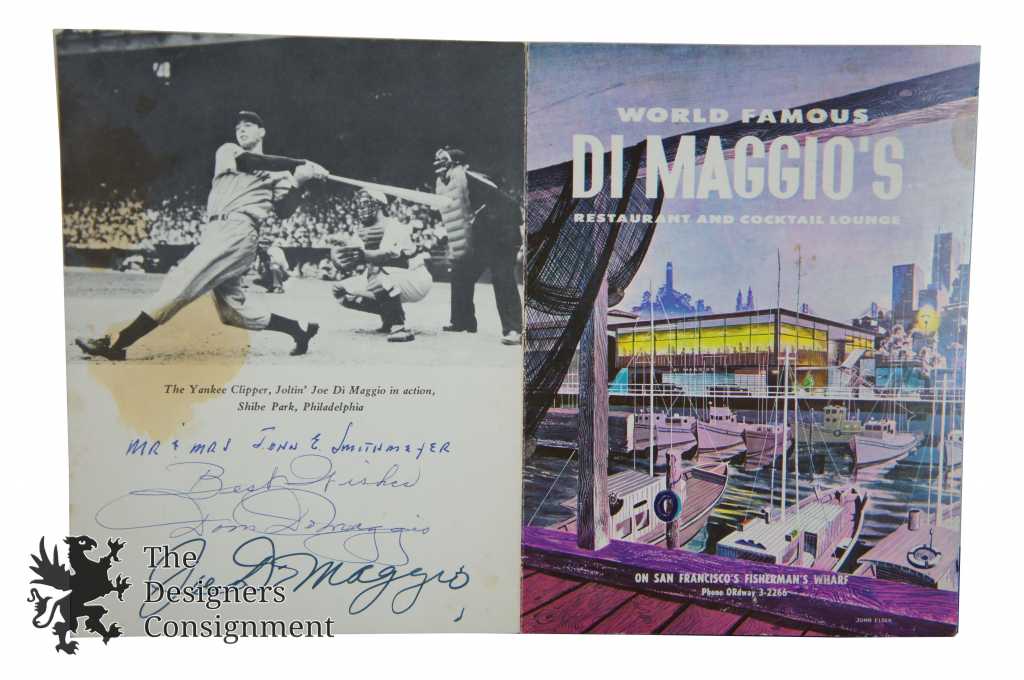 The Yankee Clipper, Joltin' Joe Di Maggio in action,
Shibe Park, Philadelphia
MR & MRS JOHN E SMITHMEYER
Best Wishes
Dom DiMaggio
Joe DiMaggio
The
Designers
Consignment
WORLD FAMOUS
DI MAGGIO'S
RESTAURANT AND COCKTAIL LOUNGE
ON SAN FRANCISCO'S FISHERMAN'S WHARF
Phone ORdway 3-2266
JOHN